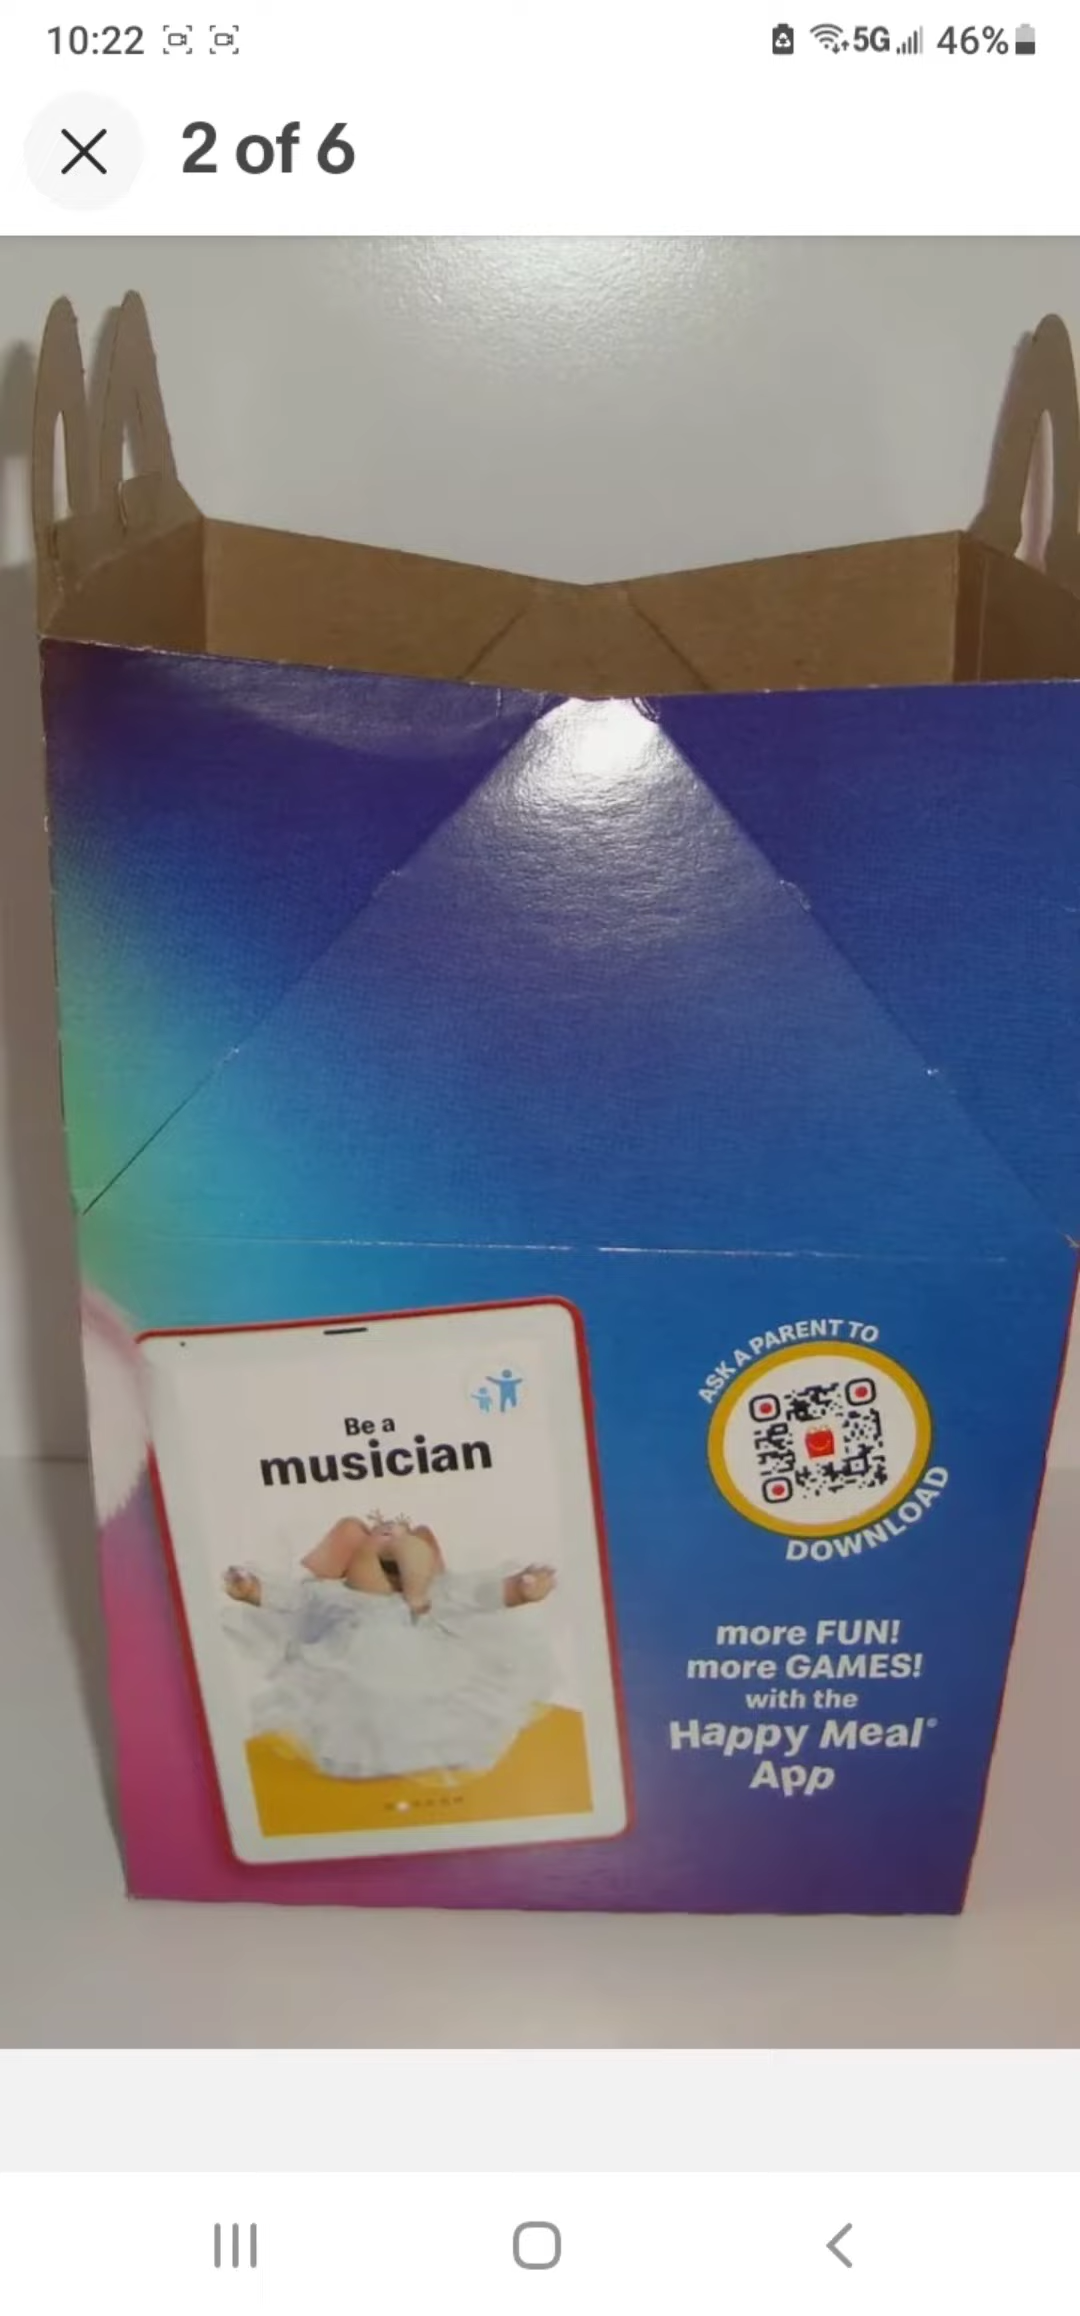 10:22
5G
46%
2 of 6
Be a
musician
ASK A PARENT TO
DOWNLOAD
more FUN!
more GAMES!
with the
Happy Meal®
App